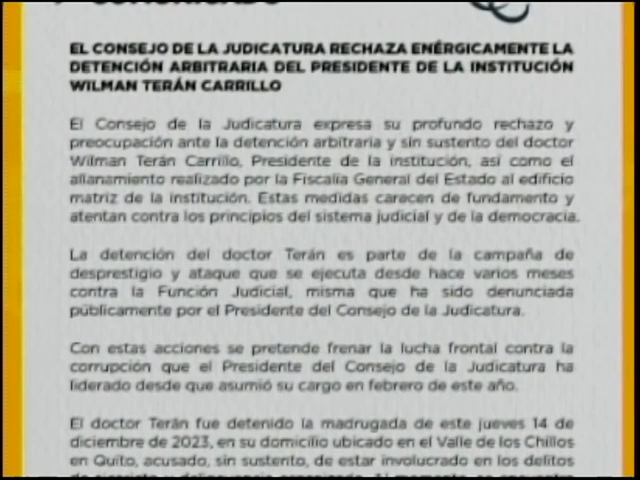 EL CONSEJO DE LA JUDICATURA RECHAZA ENÉRGICAMENTE LA
DETENCIÓN ARBITRARIA DEL PRESIDENTE DE LA INSTITUCIÓN
WILMAN TERÁN CARRILLO
El Consejo de la Judicatura expresa su profundo rechazo y
preocupación ante la detención arbitraria y sin sustento del doctor
Wilman Terán Carrillo, Presidente de la institución, así como el
allanamiento realizado por la Fiscalía General del Estado al edificio
matriz de la institución. Estas medidas carecen de fundamento y
atentan contra los principios del sistema judicial y de la democracia.
La detención del doctor Terán es parte de la campaña de
desprestigio y ataque que se ejecuta desde hace varios meses
contra la Función Judicial, misma que ha sido denunciada
públicamente por el Presidente del Consejo de la Judicatura.
Con estas acciones se pretende frenar la lucha frontal contra la
corrupción que el Presidente del Consejo de la Judicatura ha
liderado desde que asumió su cargo en febrero de este año.
El doctor Terán fue detenido la madrugada de este jueves 14 de
diciembre de 2023, en su domicilio ubicado en el Valle de los Chillos
en Quito, acusado, sin sustento, de estar involucrado en los delitos